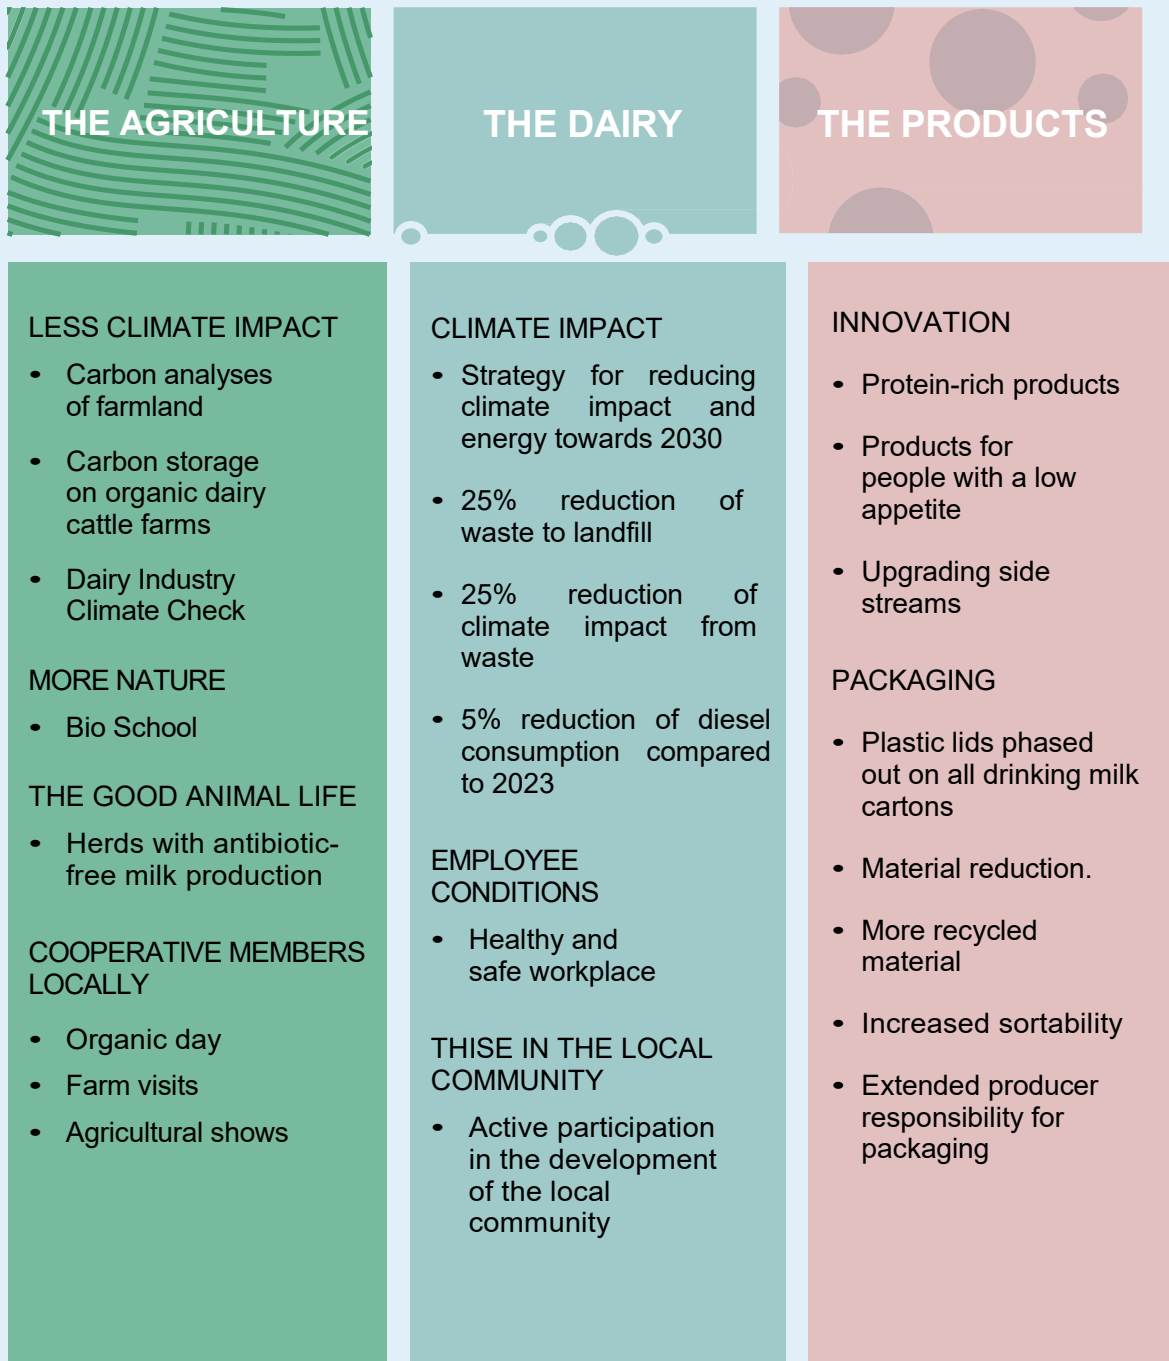 THE AGRICULTURE
THE DAIRY
THE PRODUCTS
LESS CLIMATE IMPACT
• Carbon analyses
of farmland
• Carbon storage
on organic dairy
cattle farms
• Dairy Industry
Climate Check
MORE NATURE
• Bio School
THE GOOD ANIMAL LIFE
• Herds with antibiotic-
free milk production
COOPERATIVE MEMBERS
LOCALLY
• Organic day
• Farm visits
• Agricultural shows
CLIMATE IMPACT
• Strategy for reducing
climate impact and
energy towards 2030
• 25% reduction of
waste to landfill
• 25% reduction of
climate impact from
waste
• 5% reduction of diesel
consumption compared
to 2023
EMPLOYEE
CONDITIONS
• Healthy and
safe workplace
THISE IN THE LOCAL
COMMUNITY
• Active participation
in the development
of the local
community
INNOVATION
• Protein-rich products
• Products for
people with a low
appetite
• Upgrading side
streams
PACKAGING
• Plastic lids phased
out on all drinking milk
cartons
• Material reduction.
• More recycled
material
• Increased sortability
• Extended producer
responsibility for
packaging